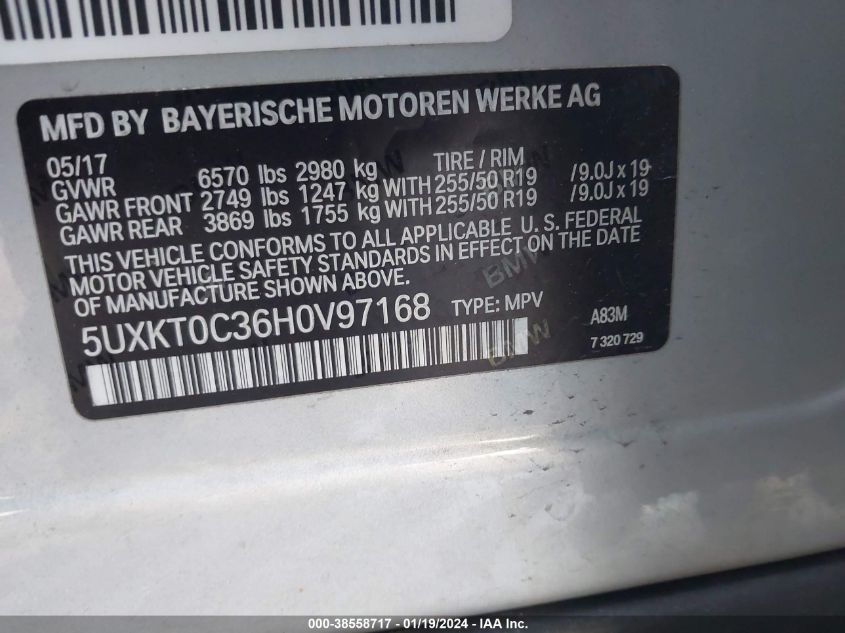 MFD BY BAYERISCHE MOTOREN WERKE AG
05/17 TIRE / RIM
GVWR 6570 lbs 2980 kg
GAWR FRONT 2749 lbs 1247 kg WITH 255/50 R19 /9.0J x 19
GAWR REAR 3869 lbs 1755 kg WITH 255/50 R19 /9.0J x 19
THIS VEHICLE CONFORMS TO ALL APPLICABLE U. S. FEDERAL
MOTOR VEHICLE SAFETY STANDARDS IN EFFECT ON THE DATE
OF MANUFACTURE SHOWN ABOVE.
5UXKT0C36H0V97168 TYPE: MPV A83M
7 320 729
000-38558717 - 01/19/2024 - IAA Inc.